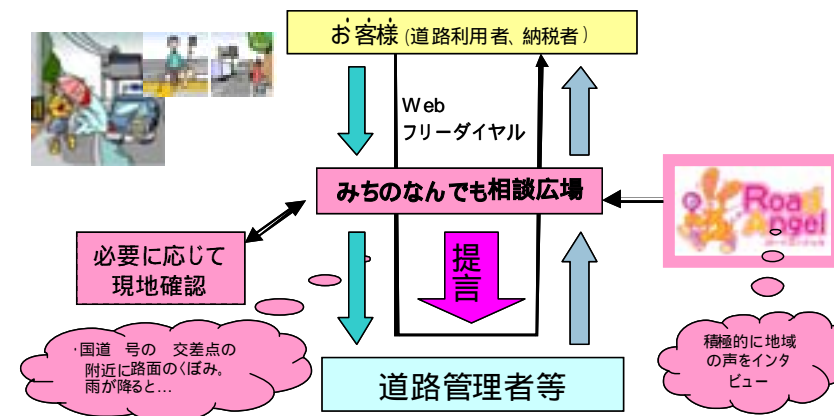 お客様(道路利用者、納税者)
Web
フリーダイヤル
みちのなんでも相談広場
Road
Angel
必要に応じて
現地確認
提
言
・国道 号の 交差点の
附近に路面のくぼみ。
雨が降ると…
積極的に地域
の声をインタ
ビュー
道路管理者等